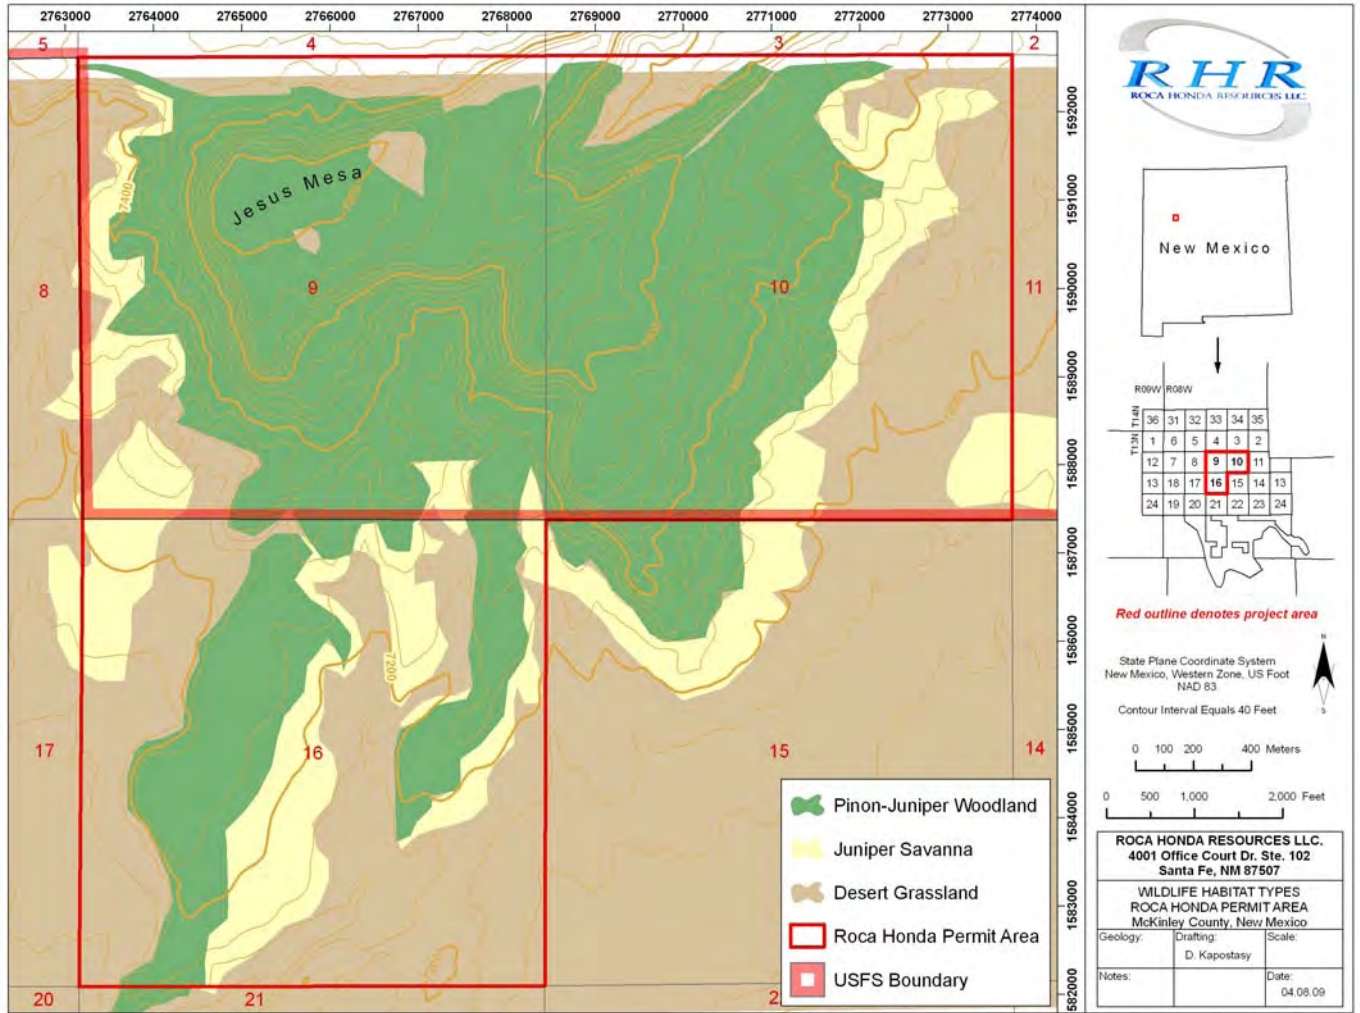 2763000 2764000 2765000 2766000 2767000 2768000 2769000 2770000 2771000 2772000 2773000 2774000
5 4 3 2
1592000
Jesus Mesa
7400
1591000
8 9 10 11
1590000
1589000
1588000
1587000
1586000
7200
1585000
17 16 15 14
1584000
1583000
1582000
20 21
Pinon-Juniper Woodland
Juniper Savanna
Desert Grassland
Roca Honda Permit Area
USFS Boundary
RHR
ROCA HONDA RESOURCES LLC
New Mexico
R09W R08W
T14N
T13N
36 31 32 33 34 35
1 6 5 4 3 2
12 7 8 9 10 11
13 18 17 16 15 14 13
24 19 20 21 22 23 24
Red outline denotes project area
N
S
State Plane Coordinate System
New Mexico, Western Zone, US Foot
NAD 83
Contour Interval Equals 40 Feet
0 100 200 400 Meters
0 500 1,000 2,000 Feet
ROCA HONDA RESOURCES LLC.
4001 Office Court Dr. Ste. 102
Santa Fe, NM 87507
WILDLIFE HABITAT TYPES
ROCA HONDA PERMIT AREA
McKinley County, New Mexico
Geology: Drafting: Scale:
D. Kapostasy
Notes: Date:
04.08.09